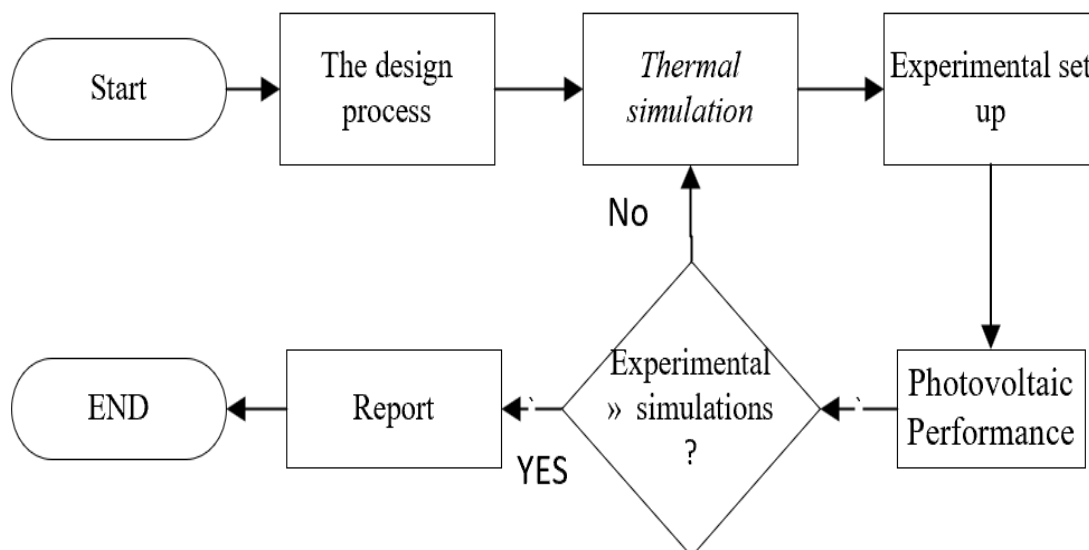 Start
The design
process
Thermal
simulation
Experimental set
up
No
Photovoltaic
Performance
Experimental
» simulations
?
YES
Report
END